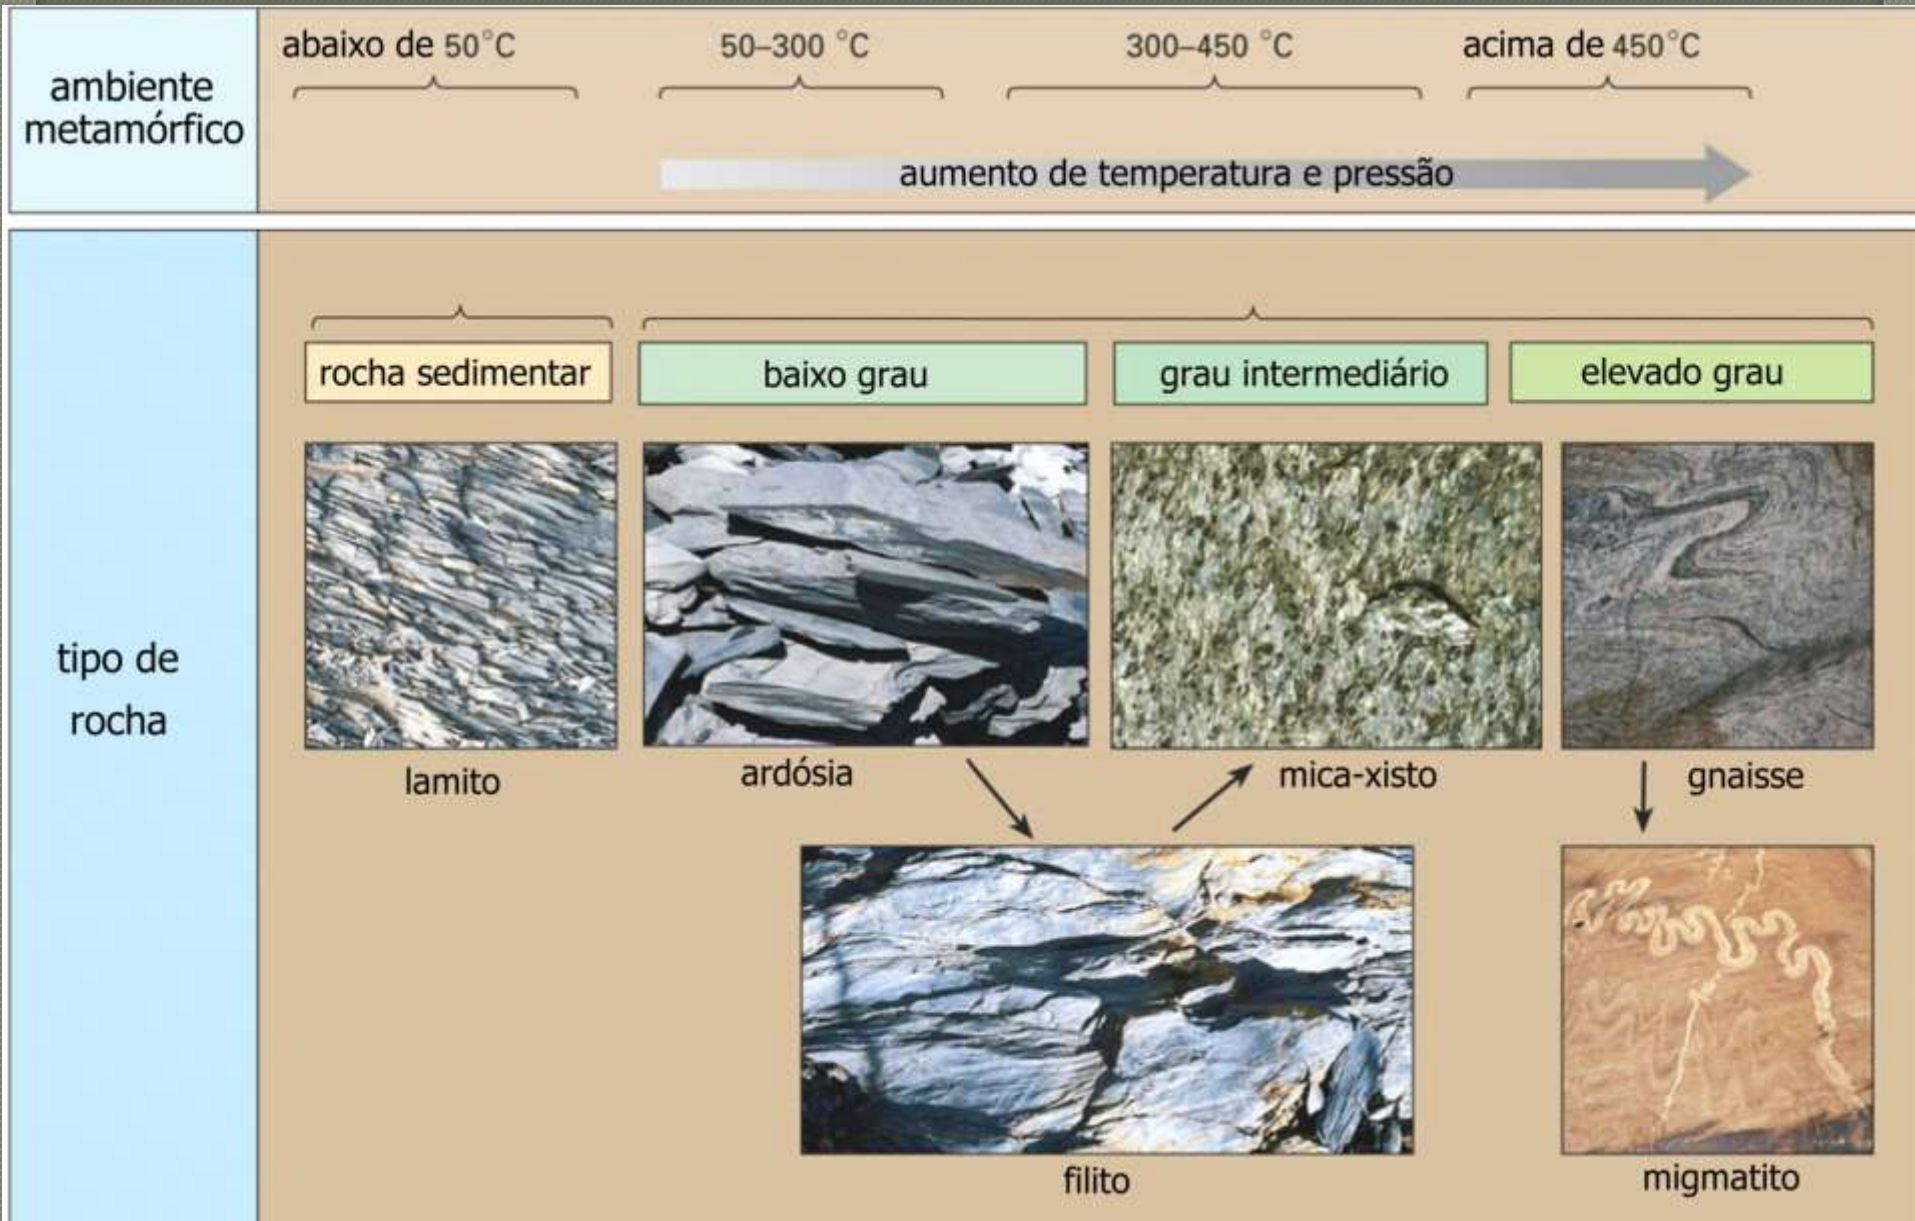 ambiente
metamórfico
abaixo de 50°C
50–300 °C
300–450 °C
acima de 450°C
aumento de temperatura e pressão
tipo de
rocha
rocha sedimentar
baixo grau
grau intermediário
elevado grau
lamito
ardósia
mica-xisto
gnaisse
filito
migmatito